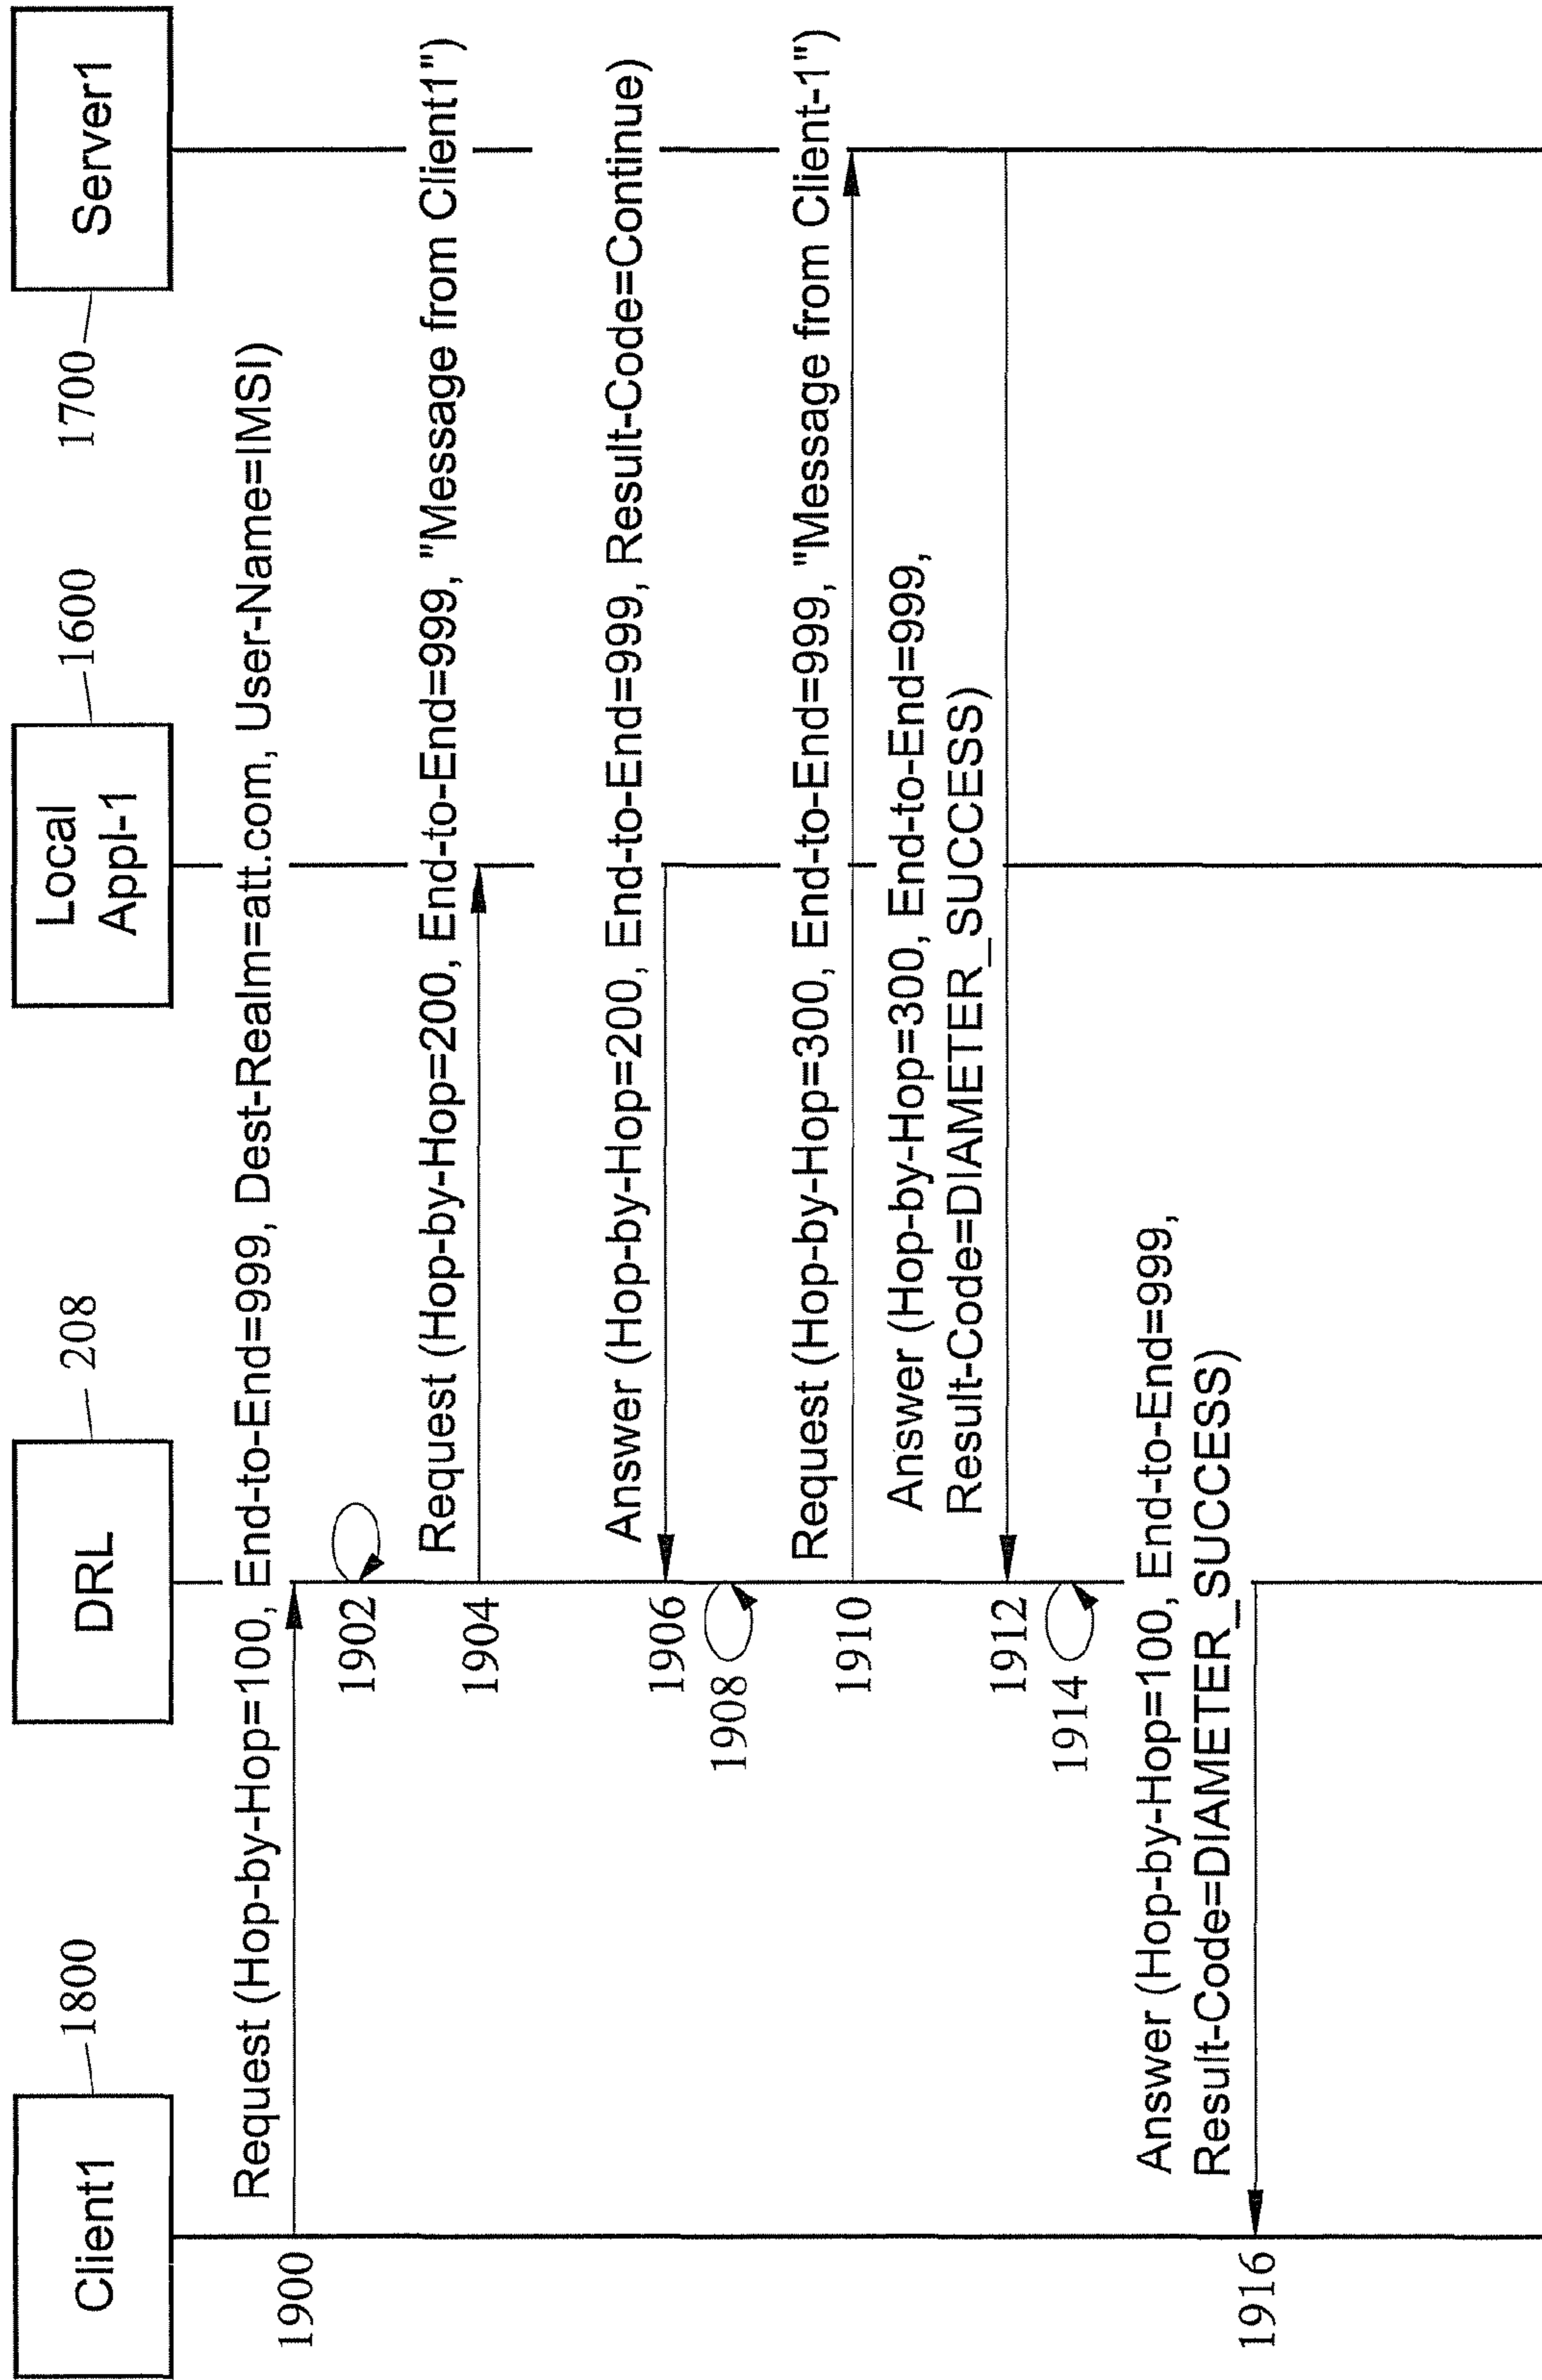 Client1
1800
DRL
208
Local
Appl-1
1600
Server1
1700
1900
Request (Hop-by-Hop=100, End-to-End=999, Dest-Realm=att.com, User-Name=IMSI)
1902
Request (Hop-by-Hop=200, End-to-End=999, "Message from Client1")
1904
Answer (Hop-by-Hop=200, End-to-End=999, Result-Code=Continue)
1906
1908
Request (Hop-by-Hop=300, End-to-End=999, "Message from Client-1")
1910
Answer (Hop-by-Hop=300, End-to-End=999,
Result-Code=DIAMETER_SUCCESS)
1912
1914
Answer (Hop-by-Hop=100, End-to-End=999,
Result-Code=DIAMETER_SUCCESS)
1916